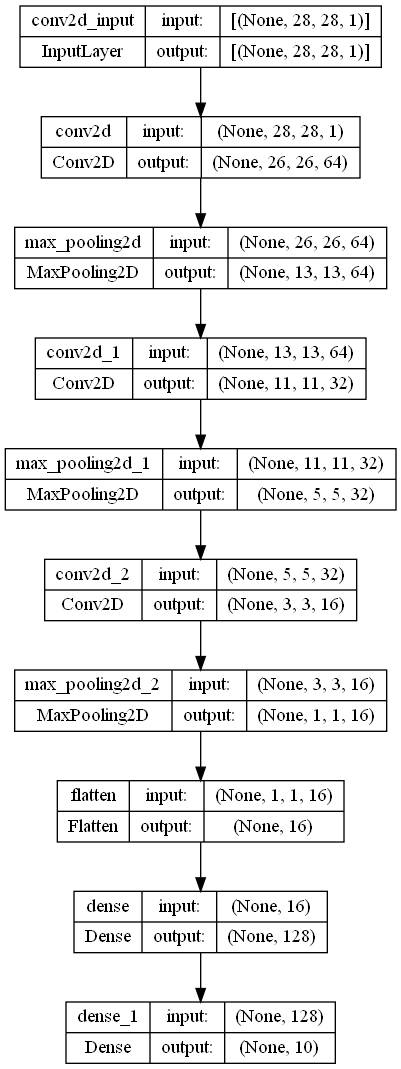 conv2d_input input: [(None, 28, 28, 1)]
InputLayer output: [(None, 28, 28, 1)]
conv2d input: (None, 28, 28, 1)
Conv2D output: (None, 26, 26, 64)
max_pooling2d input: (None, 26, 26, 64)
MaxPooling2D output: (None, 13, 13, 64)
conv2d_1 input: (None, 13, 13, 64)
Conv2D output: (None, 11, 11, 32)
max_pooling2d_1 input: (None, 11, 11, 32)
MaxPooling2D output: (None, 5, 5, 32)
conv2d_2 input: (None, 5, 5, 32)
Conv2D output: (None, 3, 3, 16)
max_pooling2d_2 input: (None, 3, 3, 16)
MaxPooling2D output: (None, 1, 1, 16)
flatten input: (None, 1, 1, 16)
Flatten output: (None, 16)
dense input: (None, 16)
Dense output: (None, 128)
dense_1 input: (None, 128)
Dense output: (None, 10)